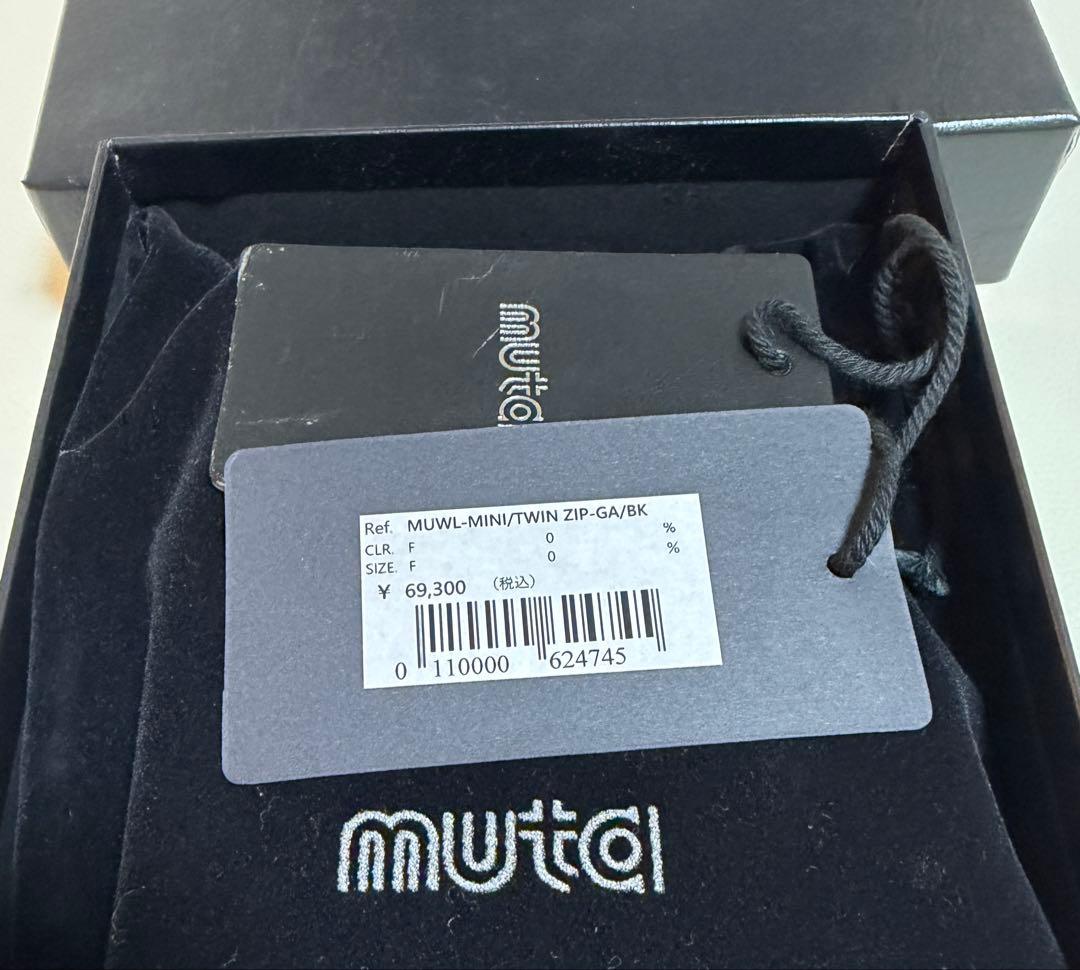 muta
Ref. MUWL-MINI/TWIN ZIP-GA/BK
CLR. F 0 %
SIZE. F 0 %
¥ 69,300 (税込)
0 110000 624745
muta